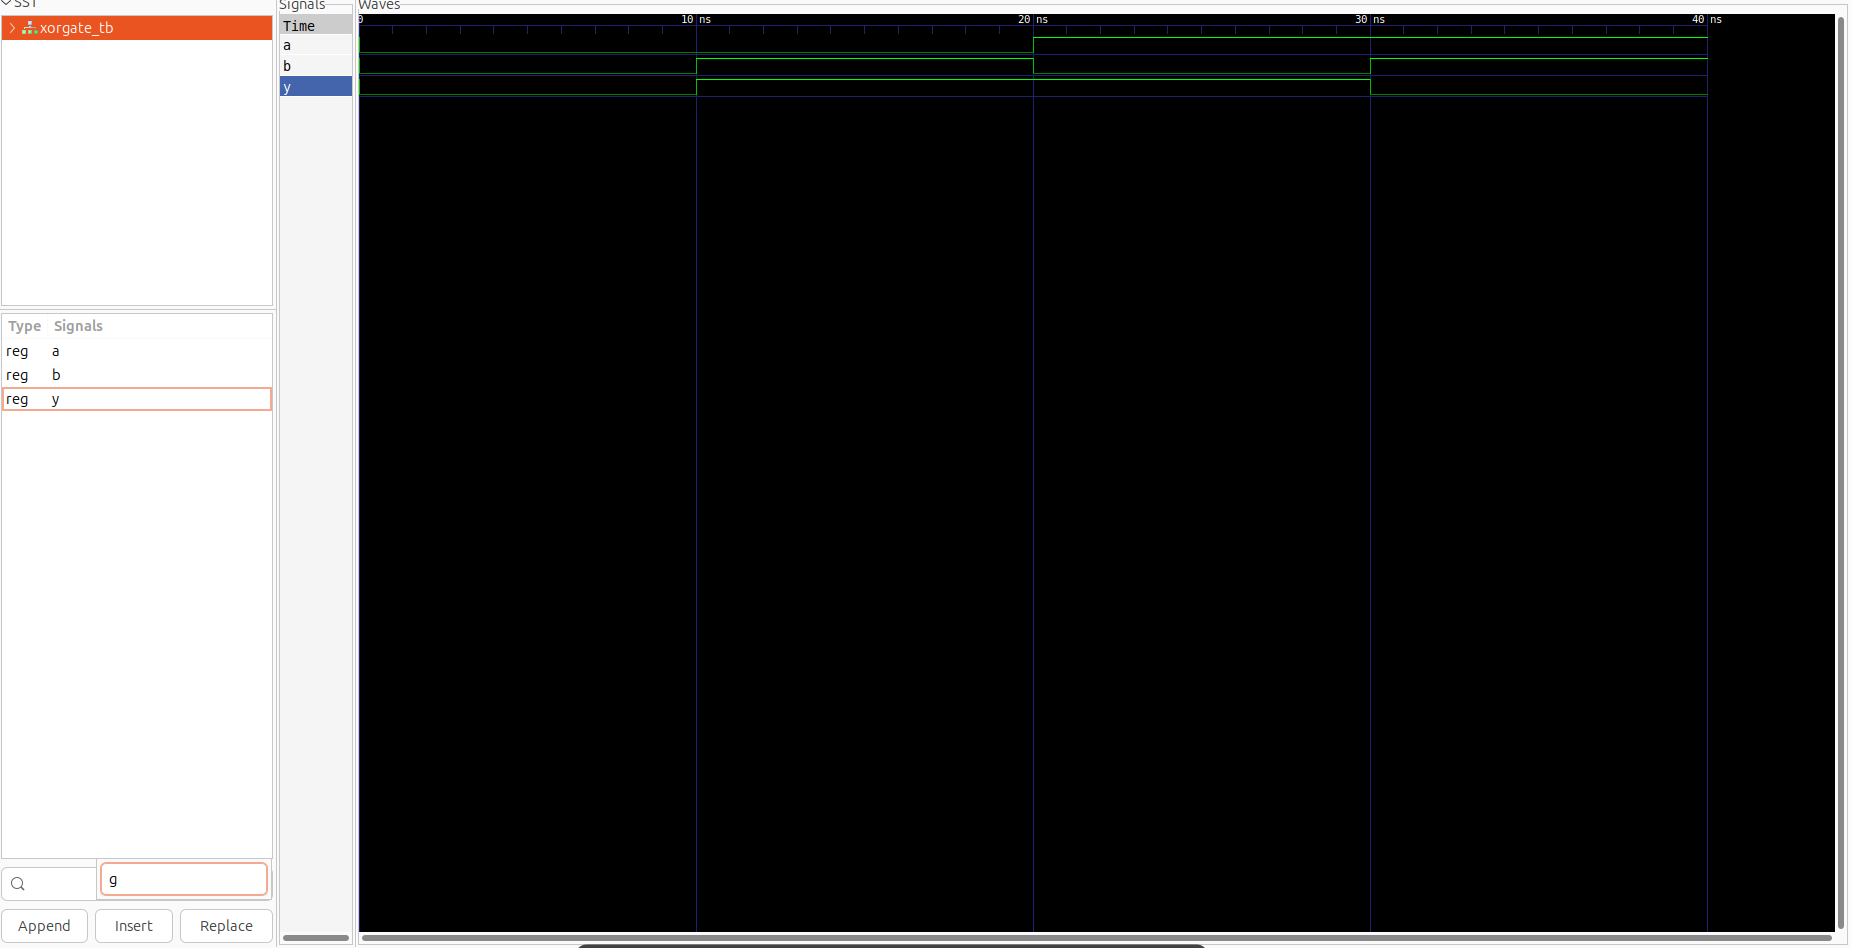 SST
xorgate_tb
Type Signals
reg a
reg b
reg y
g
Append Insert Replace
Signals
Time
a
b
y
Waves
0 10 ns 20 ns 30 ns 40 ns